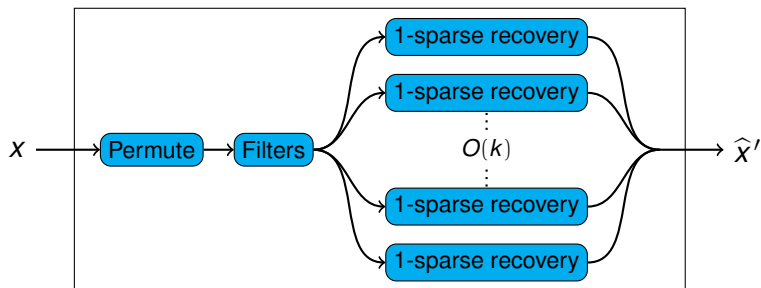 1-sparse recovery
1-sparse recovery
x
Permute
Filters
O(k)
x̂′
1-sparse recovery
1-sparse recovery